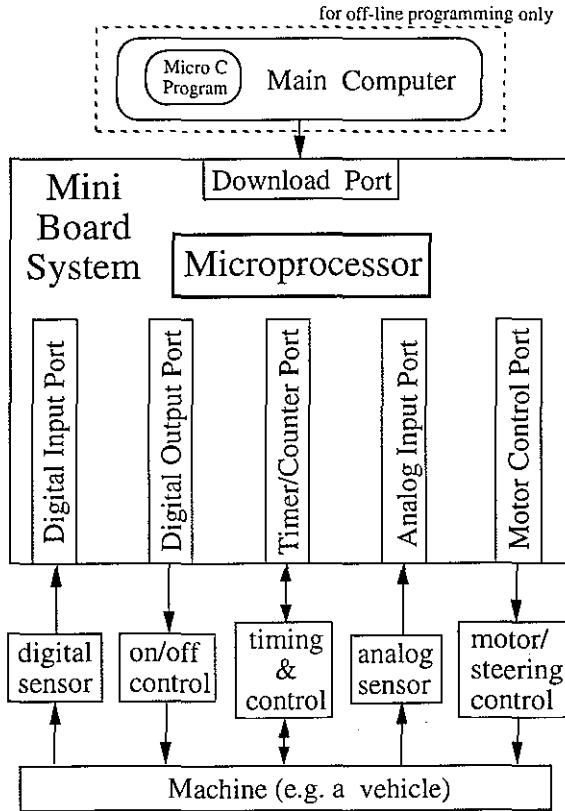 for off-line programming only
Micro C
Program
Main Computer
Download Port
Mini
Board
System
Microprocessor
Digital Input Port
Digital Output Port
Timer/Counter Port
Analog Input Port
Motor Control Port
digital
sensor
on/off
control
timing
&
control
analog
sensor
motor/
steering
control
Machine (e.g. a vehicle)